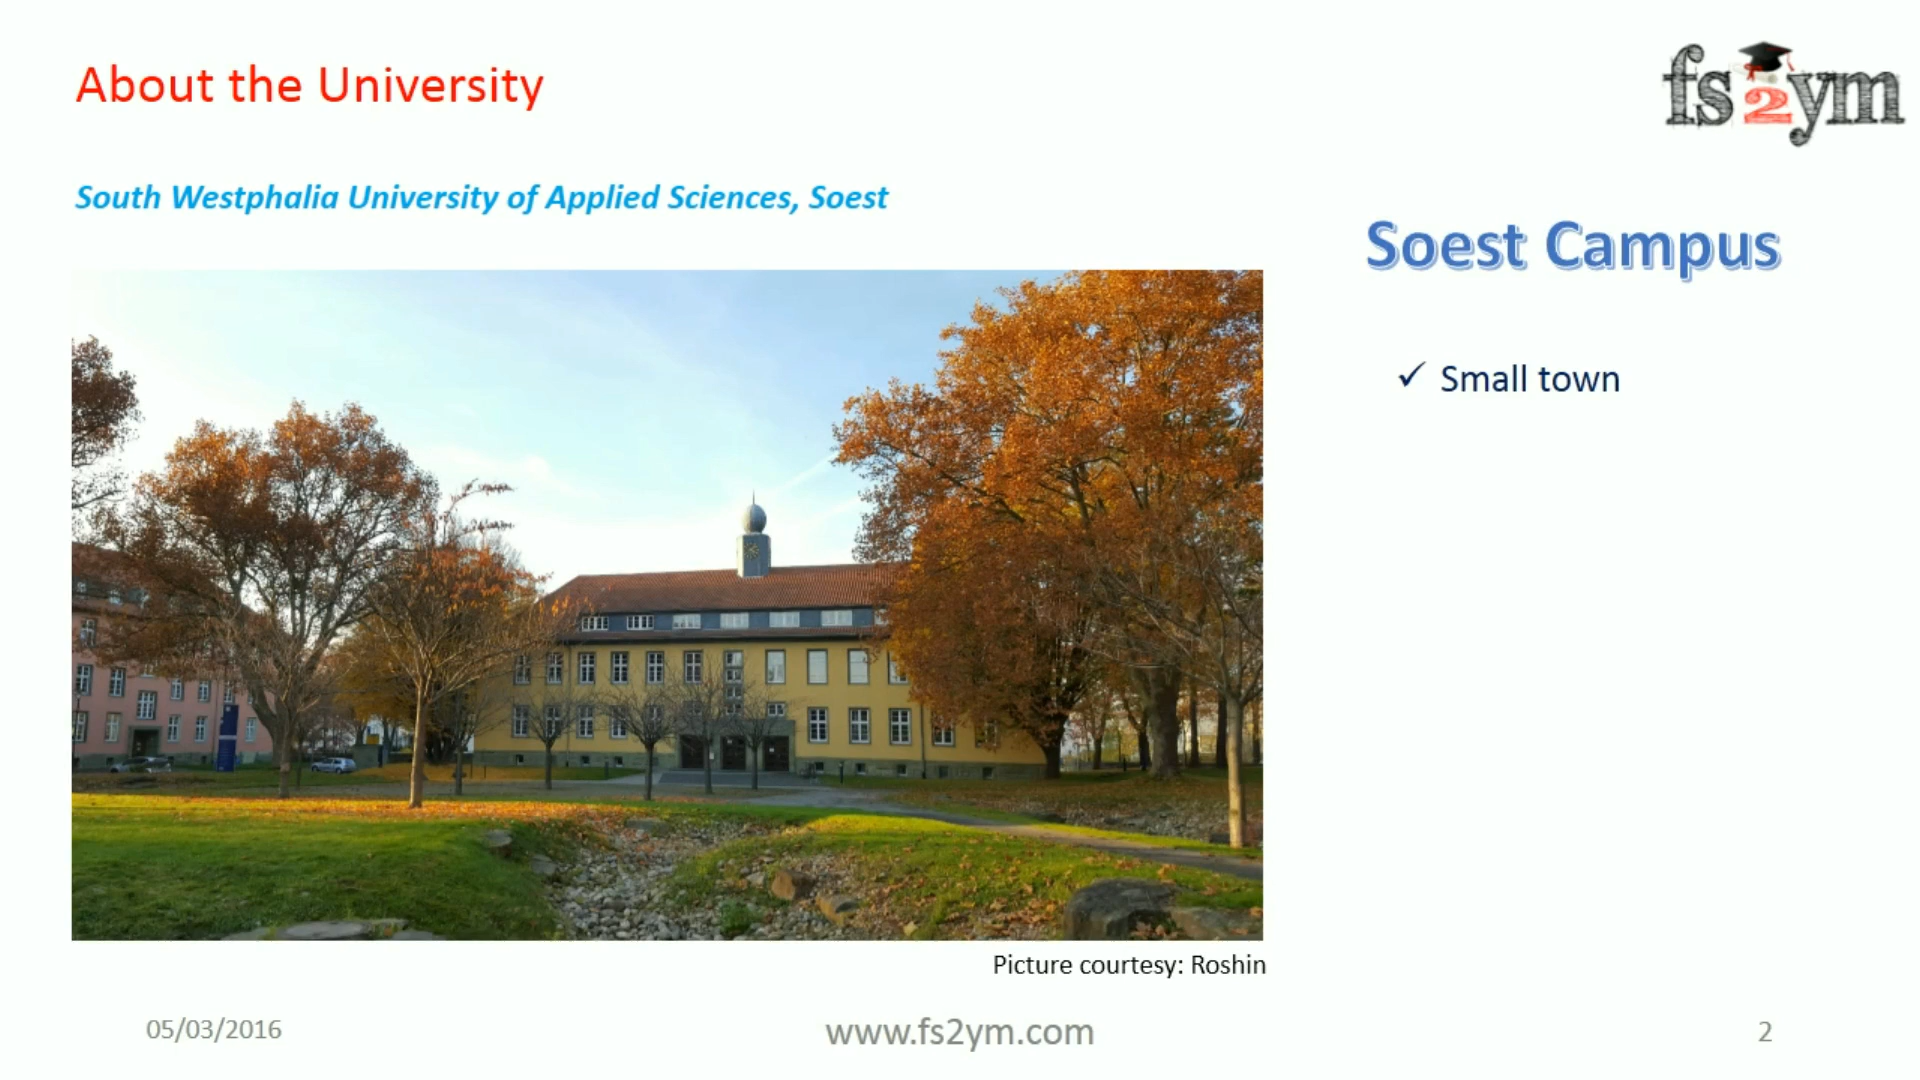 About the University
fs2ym
South Westphalia University of Applied Sciences, Soest
Soest Campus
✓ Small town
Picture courtesy: Roshin
05/03/2016
www.fs2ym.com
2